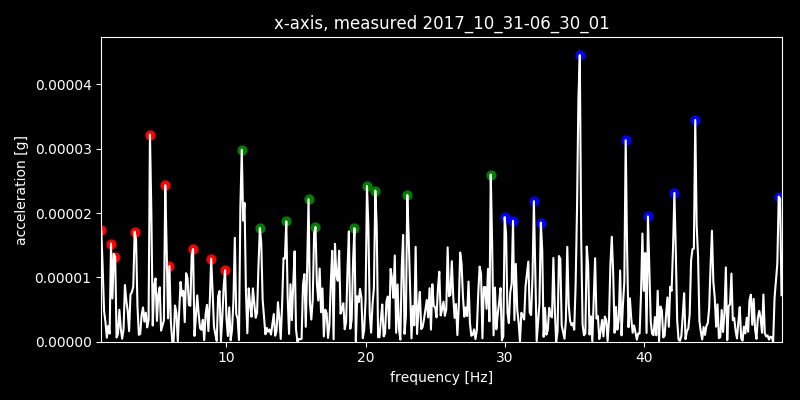 x-axis, measured 2017_10_31-06_30_01
0.00004
0.00003
0.00002
0.00001
0.00000
acceleration [g]
10 20 30 40
frequency [Hz]